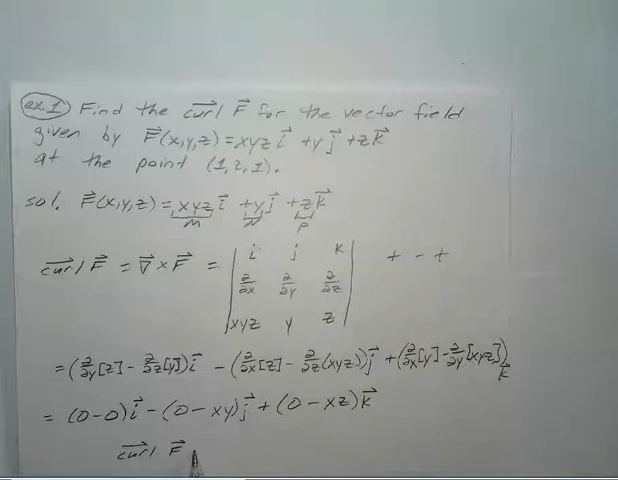 ex.1 Find the curl F⃗ for the vector field
given by F⃗(x,y,z)=xyz i⃗ +y j⃗ +z k⃗
at the point (1,2,1).
sol. F⃗(x,y,z)=xyz i⃗ +y j⃗ +z k⃗
M N P
curl F⃗ = ∇⃗ × F⃗ = | i j k | + - +
∂/∂x ∂/∂y ∂/∂z
xyz y z
=(∂/∂y[z] - ∂/∂z[y]) i⃗ - (∂/∂x[z] - ∂/∂z(xyz)) j⃗ +(∂/∂x[y] - ∂/∂y[xyz]) k⃗
= (0-0) i⃗ - (0-xy) j⃗ + (0-xz) k⃗
curl F⃗